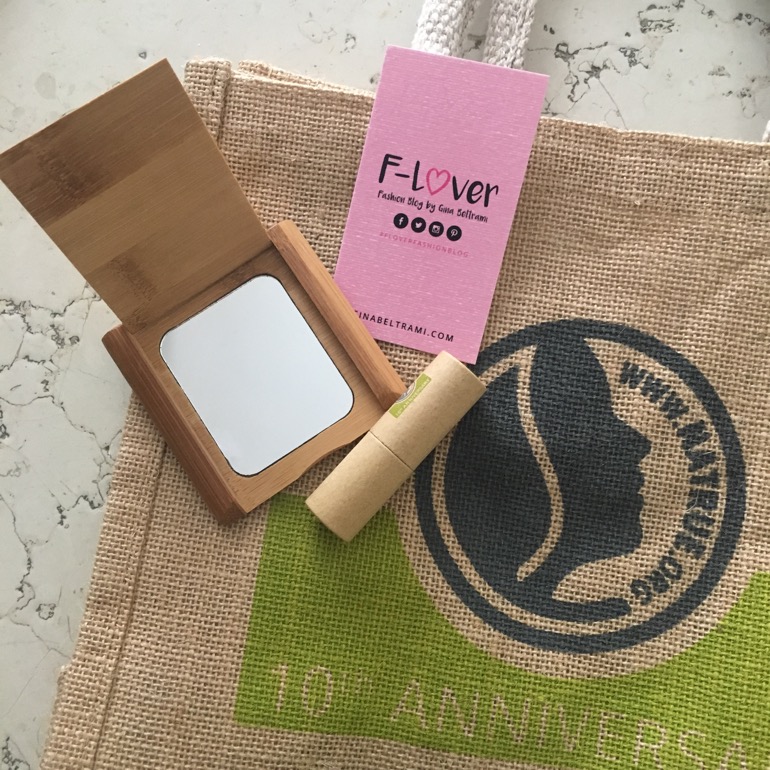 F-Lover
Fashion Blog by Gina Beltrami
#FLOVERFASHIONBLOG
GINABELTRAMI.COM
WWW.NATRUE.ORG
10TH ANNIVERSA